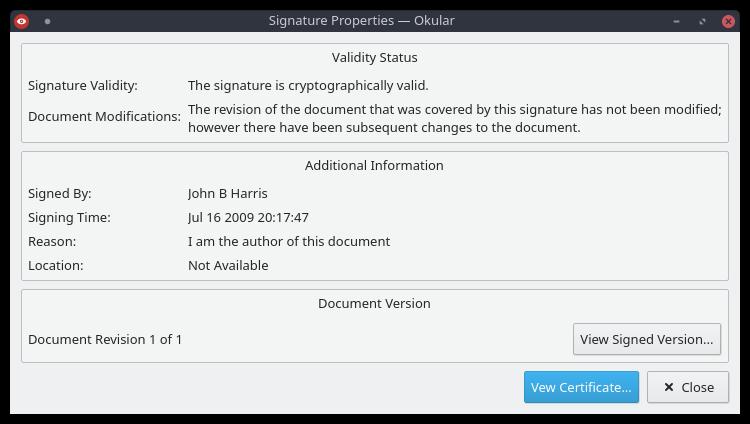 Signature Properties — Okular
Validity Status
Signature Validity: The signature is cryptographically valid.
Document Modifications: The revision of the document that was covered by this signature has not been modified;
however there have been subsequent changes to the document.
Additional Information
Signed By: John B Harris
Signing Time: Jul 16 2009 20:17:47
Reason: I am the author of this document
Location: Not Available
Document Version
Document Revision 1 of 1 View Signed Version...
Vew Certificate... Close